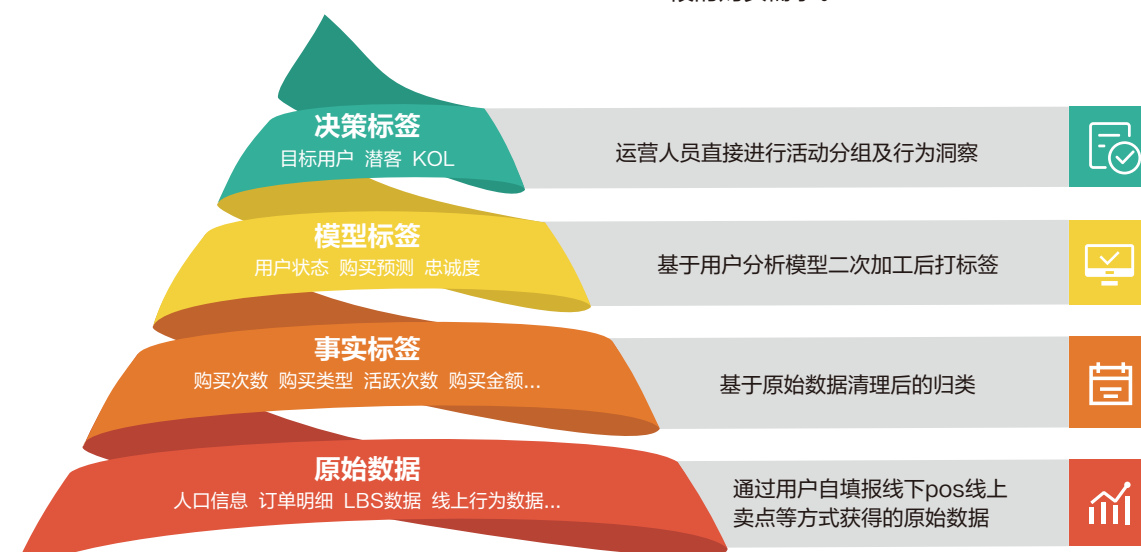 决策标签
目标用户 潜客 KOL
运营人员直接进行活动分组及行为洞察
模型标签
用户状态 购买预测 忠诚度
基于用户分析模型二次加工后打标签
事实标签
购买次数 购买类型 活跃次数 购买金额...
基于原始数据清理后的归类
原始数据
人口信息 订单明细 LBS数据 线上行为数据...
通过用户自填报线下pos线上
卖点等方式获得的原始数据